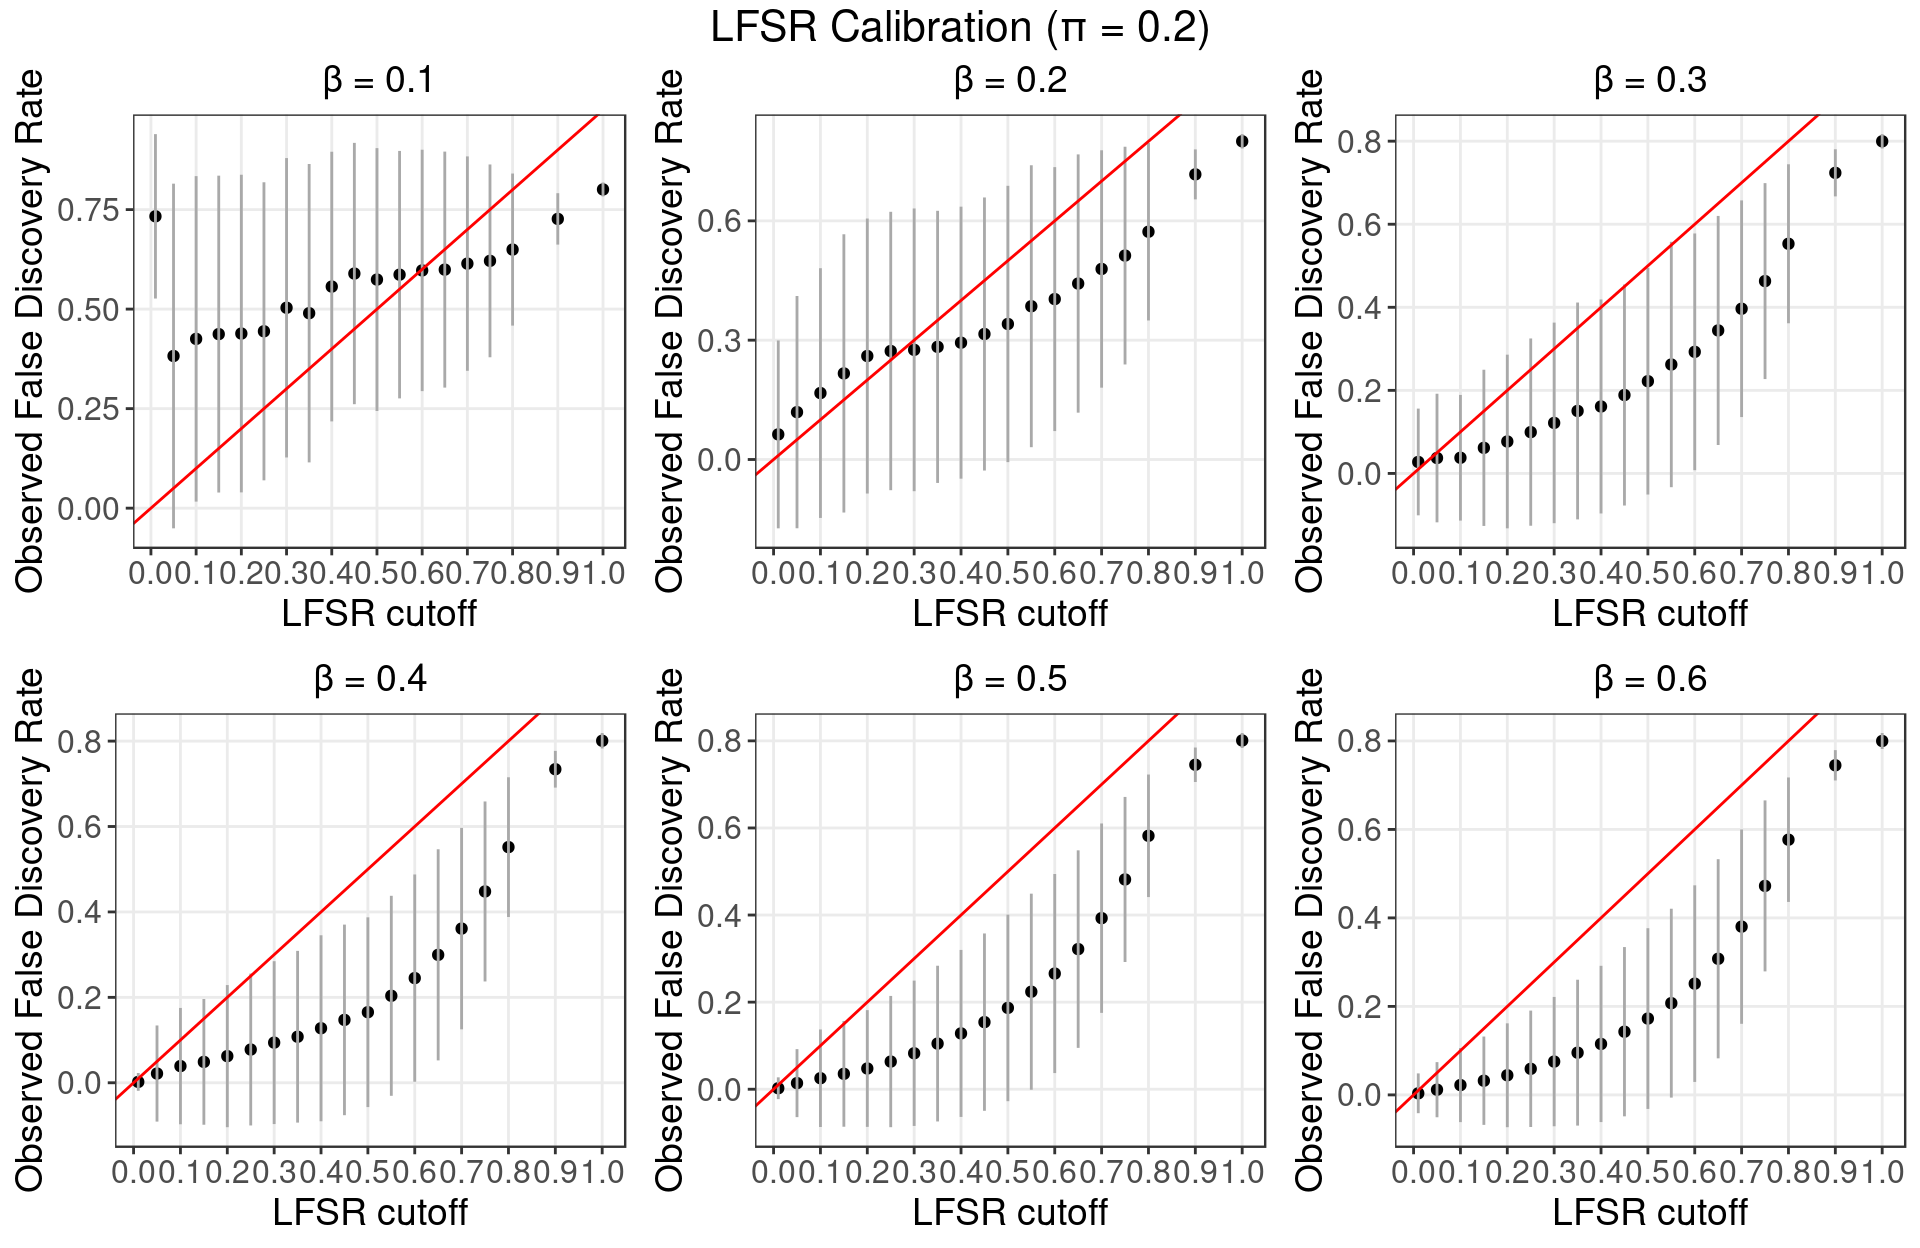 LFSR Calibration (π = 0.2)
β = 0.1
Observed False Discovery Rate
0.75
0.50
0.25
0.00
0.0 0.1 0.2 0.3 0.4 0.5 0.6 0.7 0.8 0.9 1.0
LFSR cutoff
β = 0.2
Observed False Discovery Rate
0.6
0.3
0.0
0.0 0.1 0.2 0.3 0.4 0.5 0.6 0.7 0.8 0.9 1.0
LFSR cutoff
β = 0.3
Observed False Discovery Rate
0.8
0.6
0.4
0.2
0.0
0.0 0.1 0.2 0.3 0.4 0.5 0.6 0.7 0.8 0.9 1.0
LFSR cutoff
β = 0.4
Observed False Discovery Rate
0.8
0.6
0.4
0.2
0.0
0.0 0.1 0.2 0.3 0.4 0.5 0.6 0.7 0.8 0.9 1.0
LFSR cutoff
β = 0.5
Observed False Discovery Rate
0.8
0.6
0.4
0.2
0.0
0.0 0.1 0.2 0.3 0.4 0.5 0.6 0.7 0.8 0.9 1.0
LFSR cutoff
β = 0.6
Observed False Discovery Rate
0.8
0.6
0.4
0.2
0.0
0.0 0.1 0.2 0.3 0.4 0.5 0.6 0.7 0.8 0.9 1.0
LFSR cutoff